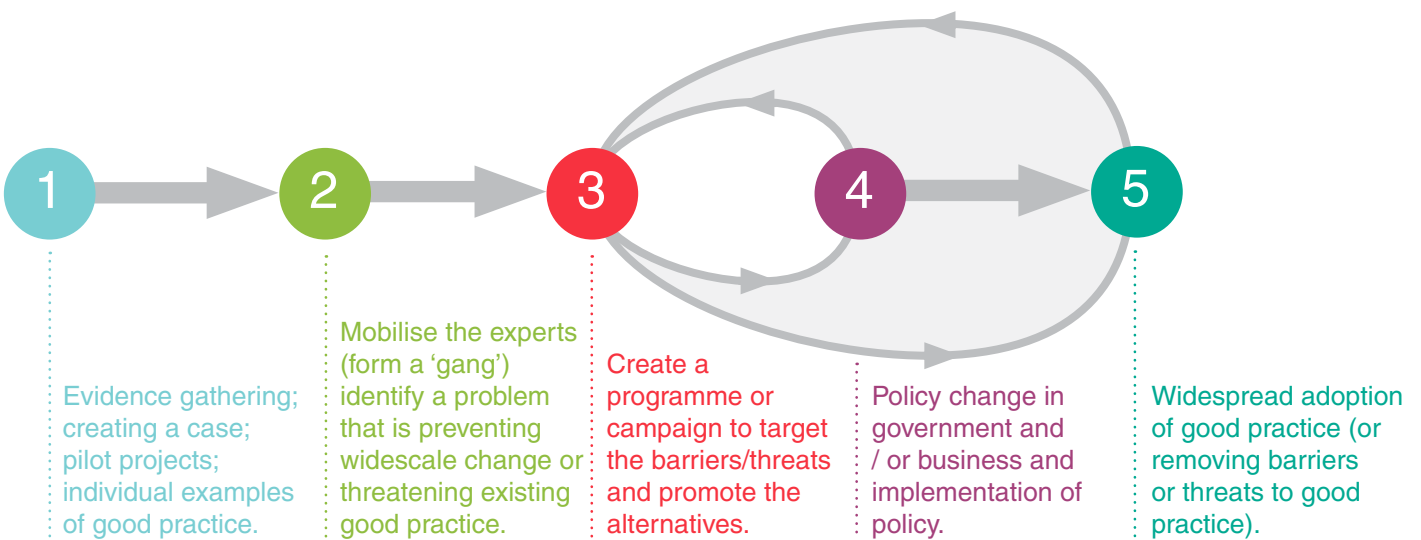 1
2
3
4
5
Evidence gathering;
creating a case;
pilot projects;
individual examples
of good practice.
Mobilise the experts
(form a ‘gang’)
identify a problem
that is preventing
widescale change or
threatening existing
good practice.
Create a
programme or
campaign to target
the barriers/threats
and promote the
alternatives.
Policy change in
government and
/ or business and
implementation of
policy.
Widespread adoption
of good practice (or
removing barriers
or threats to good
practice).